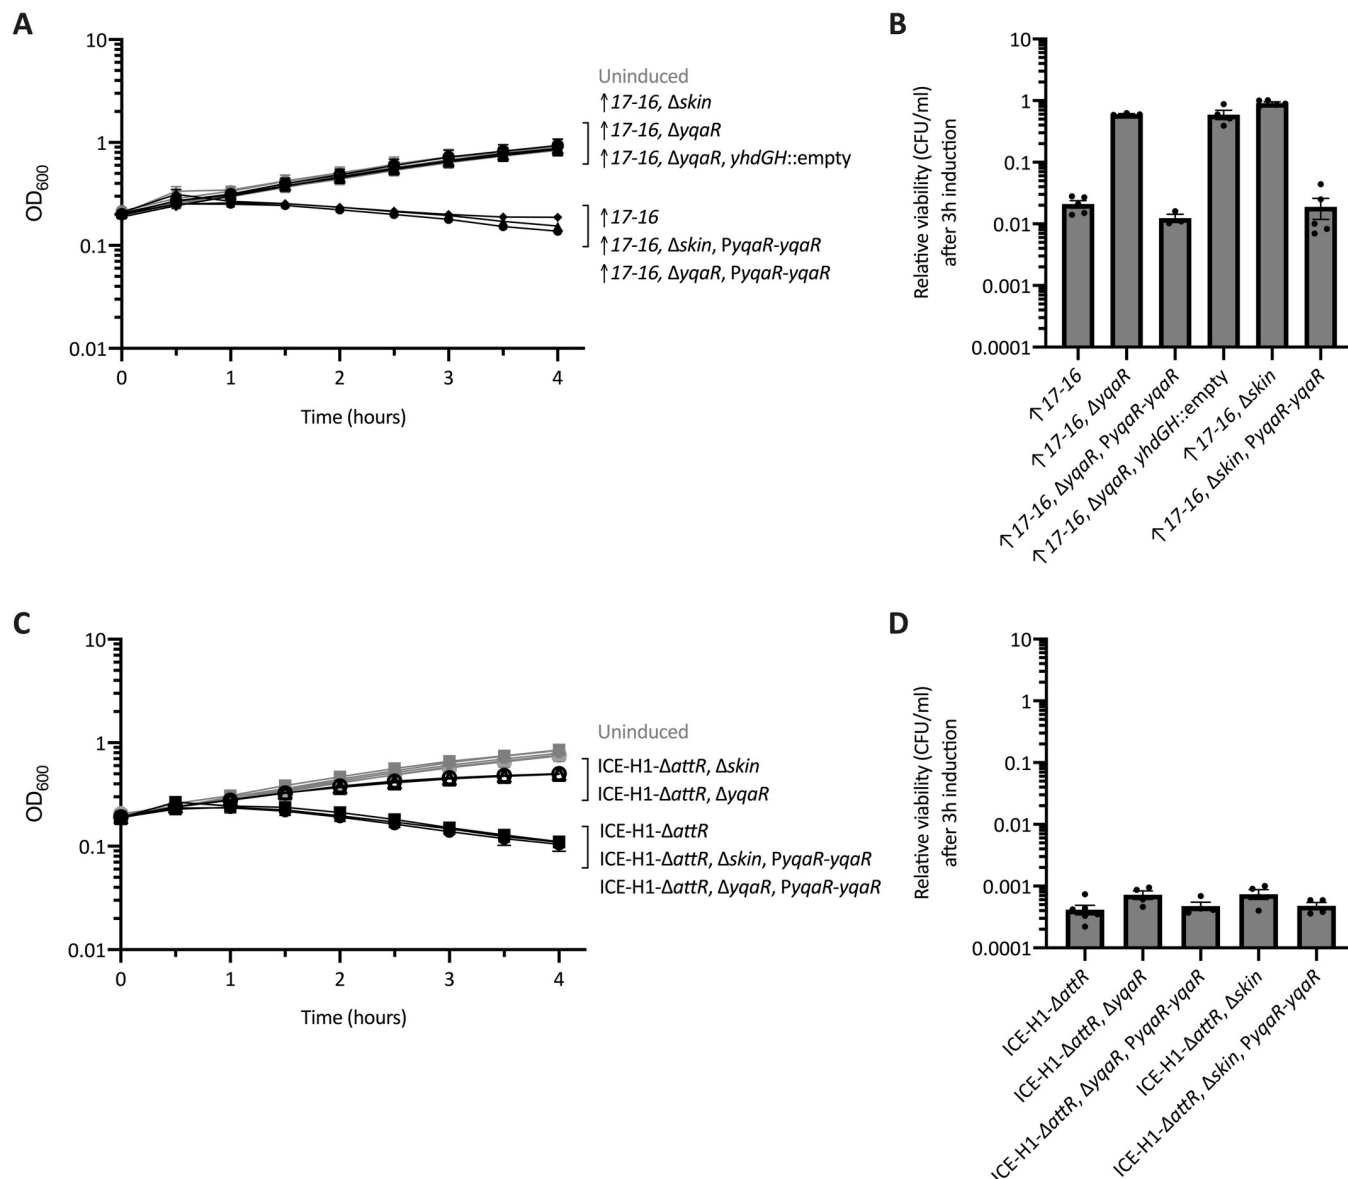 A
OD600
10
1
0.1
0.01
0
1
2
3
4
Time (hours)
Uninduced
↑17-16, Δskin
↑17-16, ΔyqaR
↑17-16, ΔyqaR, yhdGH::empty
↑17-16
↑17-16, Δskin, PyqaR-yqaR
↑17-16, ΔyqaR, PyqaR-yqaR
B
Relative viability (CFU/ml)
after 3h induction
10
1
0.1
0.01
0.001
0.0001
↑17-16
↑17-16, ΔyqaR
↑17-16, ΔyqaR, PyqaR-yqaR
↑17-16, ΔyqaR, yhdGH::empty
↑17-16, Δskin
↑17-16, Δskin, PyqaR-yqaR
C
OD600
10
1
0.1
0.01
0
1
2
3
4
Time (hours)
Uninduced
ICE-H1-ΔattR, Δskin
ICE-H1-ΔattR, ΔyqaR
ICE-H1-ΔattR
ICE-H1-ΔattR, Δskin, PyqaR-yqaR
ICE-H1-ΔattR, ΔyqaR, PyqaR-yqaR
D
Relative viability (CFU/ml)
after 3h induction
10
1
0.1
0.01
0.001
0.0001
ICE-H1-ΔattR
ICE-H1-ΔattR, ΔyqaR
ICE-H1-ΔattR, ΔyqaR, PyqaR-yqaR
ICE-H1-ΔattR, Δskin
ICE-H1-ΔattR, Δskin, PyqaR-yqaR